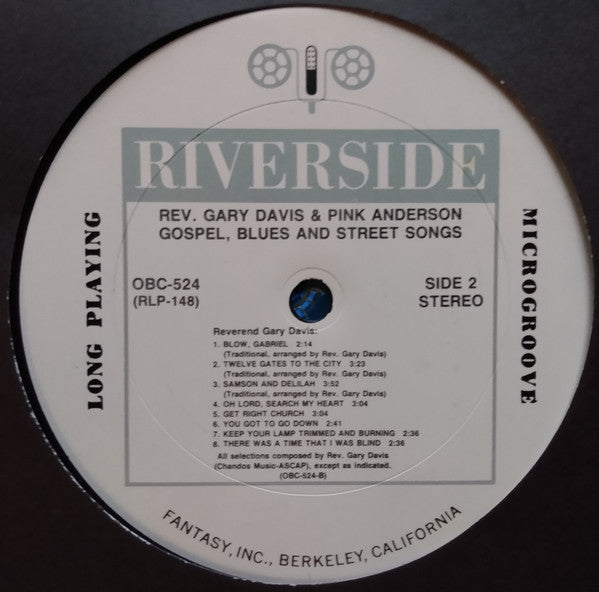 RIVERSIDE
REV. GARY DAVIS & PINK ANDERSON
GOSPEL, BLUES AND STREET SONGS
LONG PLAYING
MICROGROOVE
OBC-524
(RLP-148)
SIDE 2
STEREO
Reverend Gary Davis:
1. BLOW, GABRIEL 2:14
(Traditional, arranged by Rev. Gary Davis)
2. TWELVE GATES TO THE CITY 3:23
(Traditional, arranged by Rev. Gary Davis)
3. SAMSON AND DELILAH 3:52
(Traditional, arranged by Rev. Gary Davis)
4. OH LORD, SEARCH MY HEART 3:04
5. GET RIGHT CHURCH 3:04
6. YOU GOT TO GO DOWN 2:41
7. KEEP YOUR LAMP TRIMMED AND BURNING 2:36
8. THERE WAS A TIME THAT I WAS BLIND 2:36
All selections composed by Rev. Gary Davis
(Chandos Music-ASCAP), except as indicated.
(OBC-524-B)
FANTASY, INC., BERKELEY, CALIFORNIA